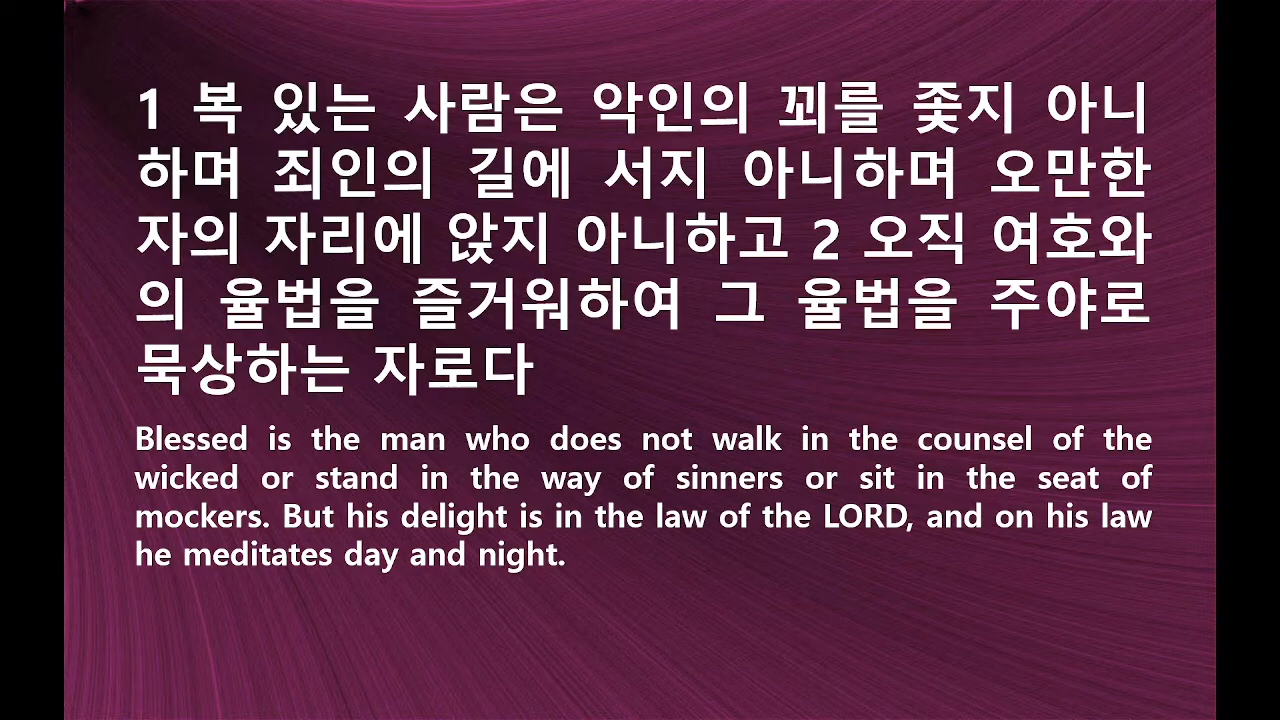 1 복 있는 사람은 악인의 꾀를 좇지 아니
하며 죄인의 길에 서지 아니하며 오만한
자의 자리에 앉지 아니하고 2 오직 여호와
의 율법을 즐거워하여 그 율법을 주야로
묵상하는 자로다
Blessed is the man who does not walk in the counsel of the
wicked or stand in the way of sinners or sit in the seat of
mockers. But his delight is in the law of the LORD, and on his law
he meditates day and night.